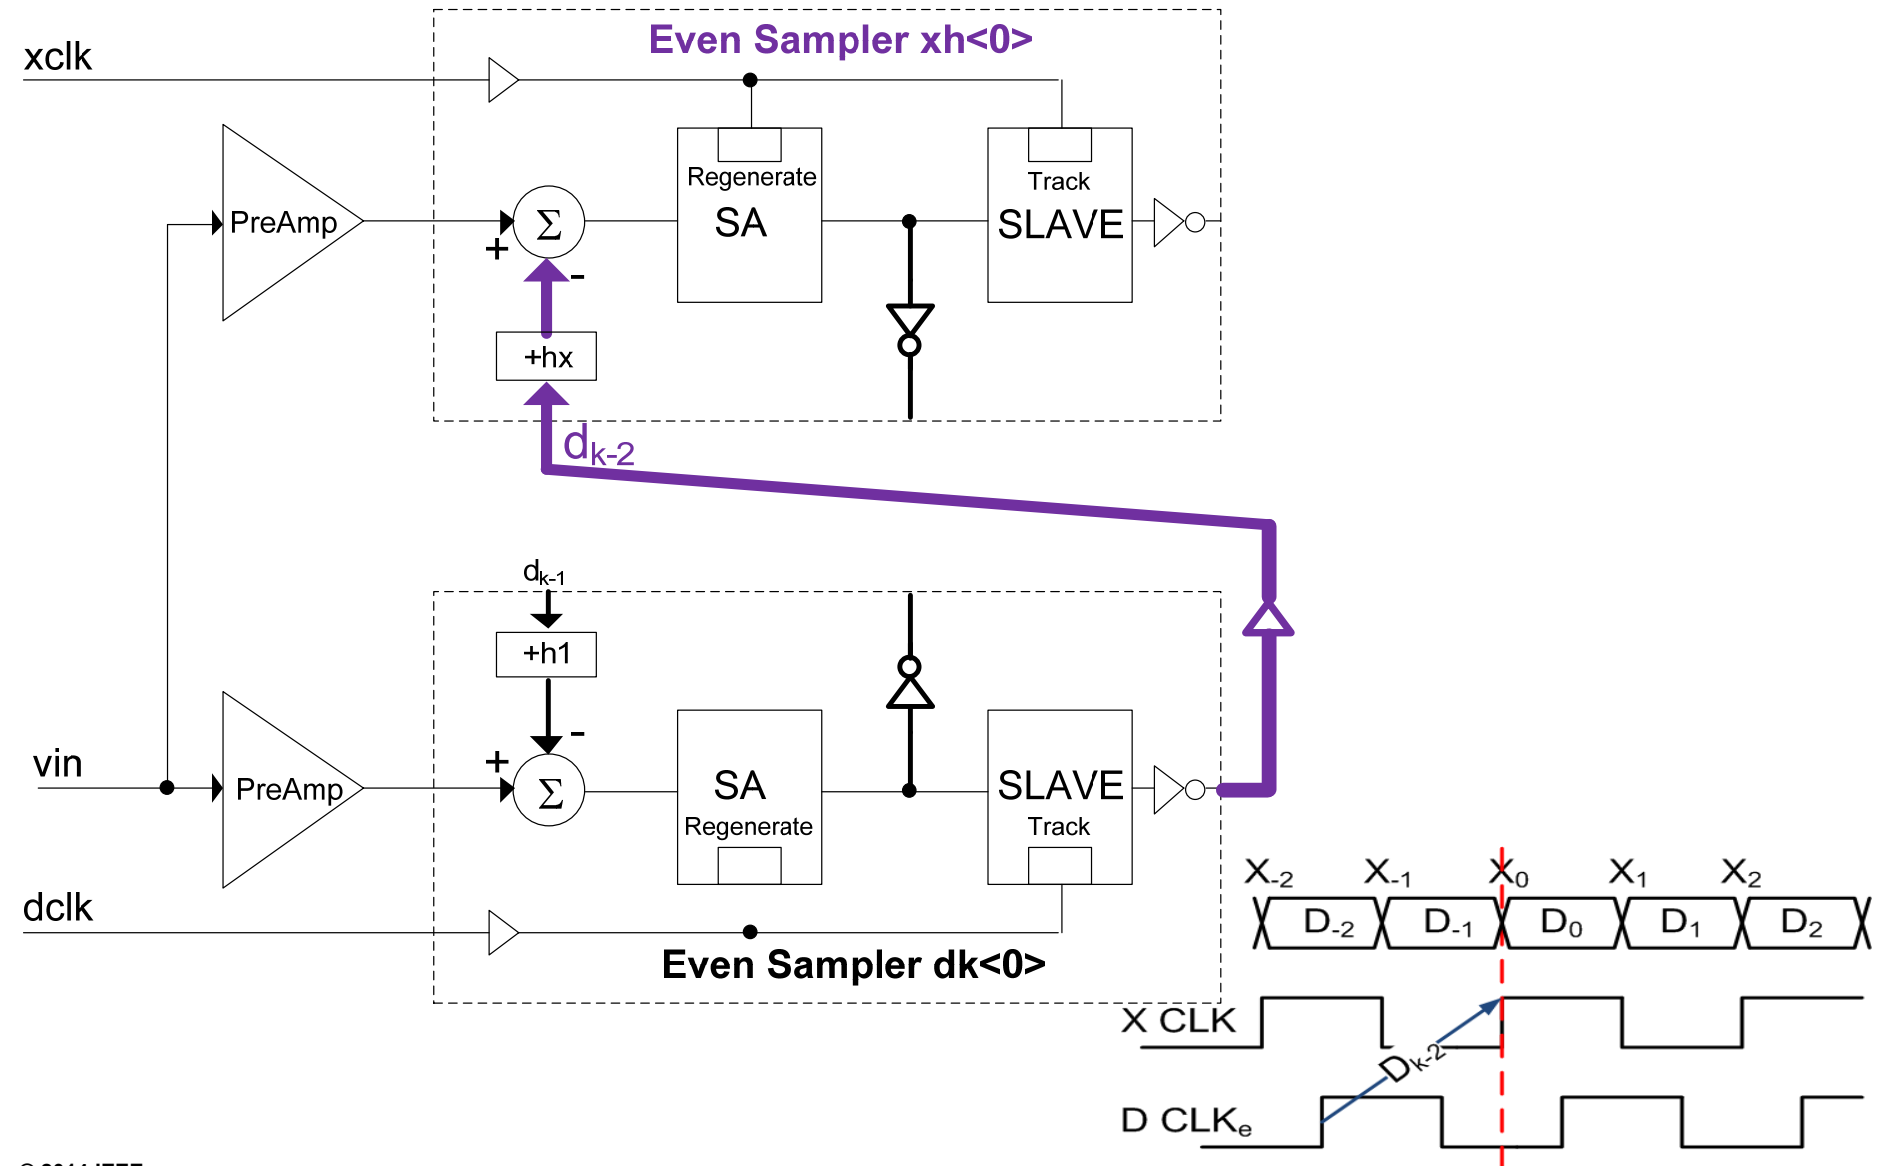 Even Sampler xh<0>
xclk
Regenerate
Track
PreAmp
Σ
SA
SLAVE
+
-
+hx
dk-2
dk-1
+h1
-
+
vin
PreAmp
Σ
SA
SLAVE
Regenerate
Track
dclk
Even Sampler dk<0>
X-2 X-1 X0 X1 X2
D-2 D-1 D0 D1 D2
X CLK
Dk-2
D CLKe
© 2014 IEEE